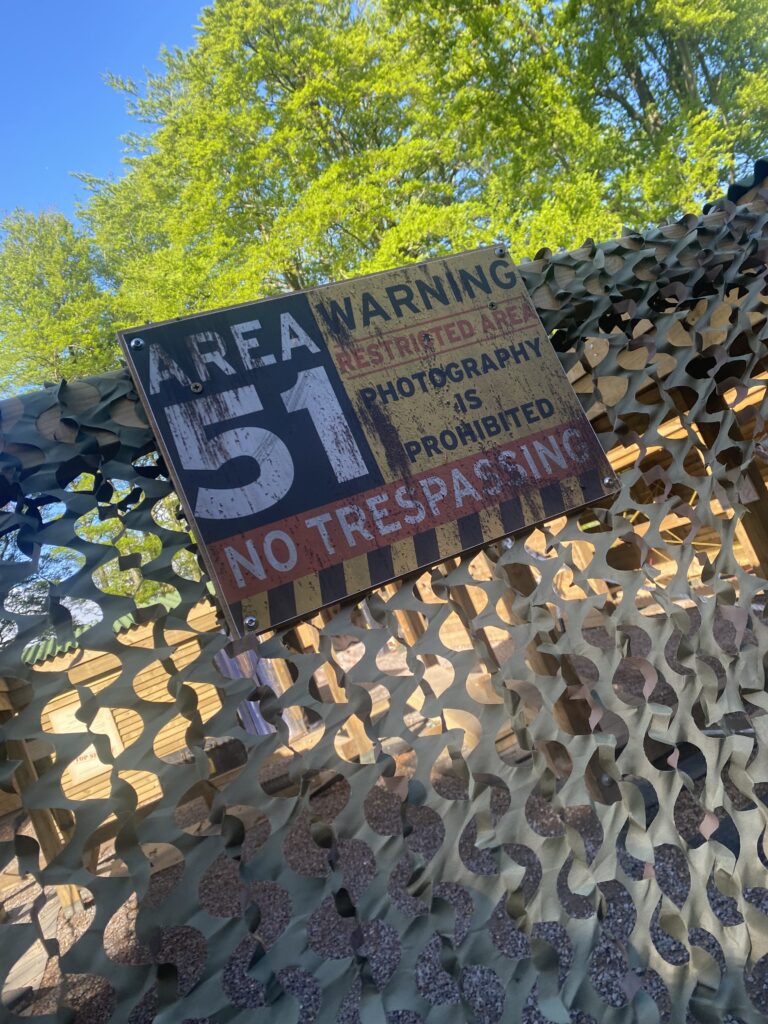 AREA
51
WARNING
RESTRICTED AREA
PHOTOGRAPHY
IS
PROHIBITED
NO TRESPASSING